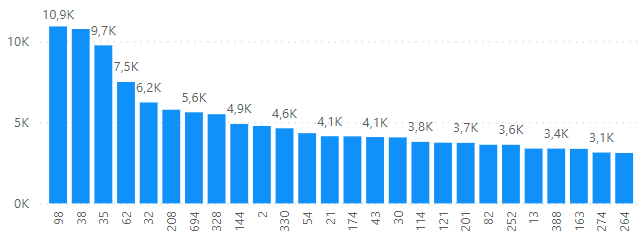 10,9K
9,7K
7,5K
6,2K
5,6K
4,9K
4,6K
4,1K
4,1K
3,8K
3,7K
3,6K
3,4K
3,1K
10K
5K
0K
98
38
35
62
32
208
694
328
144
2
330
54
21
174
43
30
114
121
201
82
252
13
388
163
274
264